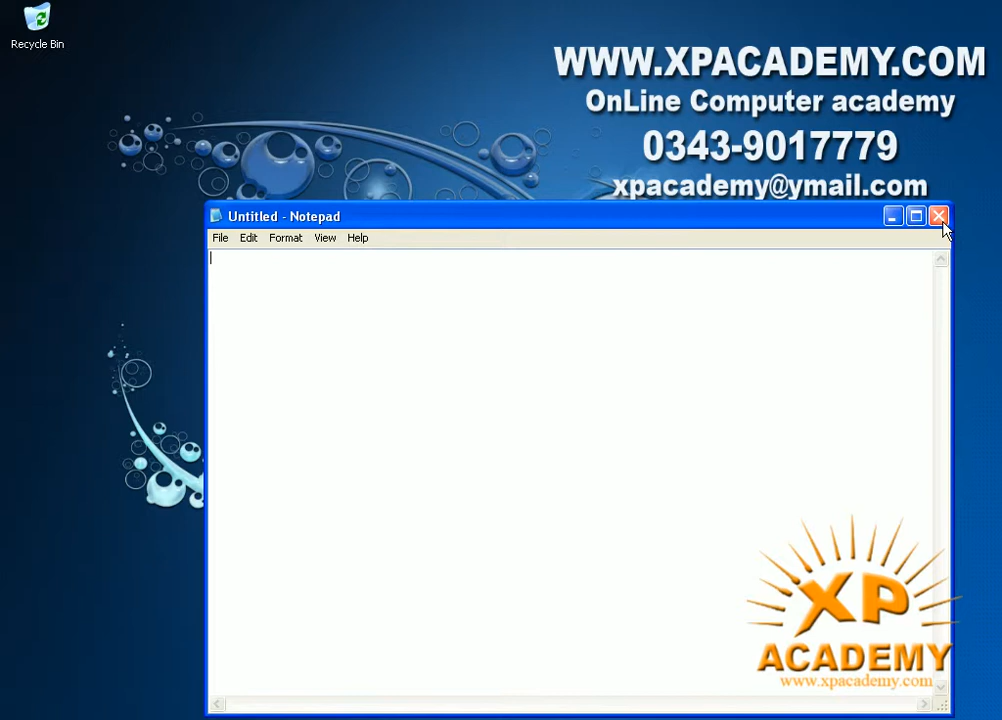 Recycle Bin
WWW.XPACADEMY.COM
OnLine Computer academy
0343-9017779
xpacademy@ymail.com
Untitled - Notepad
File Edit Format View Help
XP
ACADEMY
www.xpacademy.com